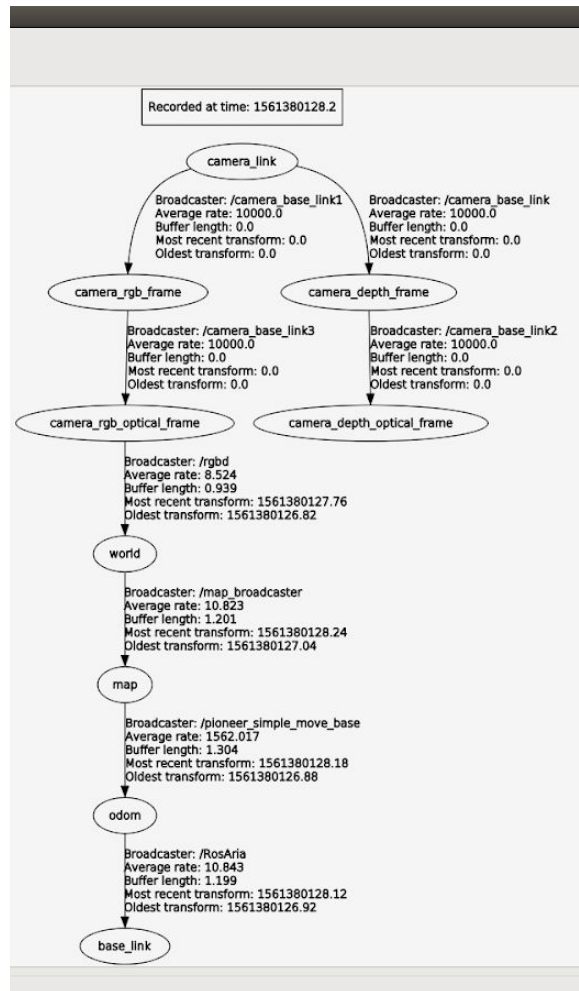 Recorded at time: 1561380128.2
camera_link
Broadcaster: /camera_base_link1
Average rate: 10000.0
Buffer length: 0.0
Most recent transform: 0.0
Oldest transform: 0.0
Broadcaster: /camera_base_link
Average rate: 10000.0
Buffer length: 0.0
Most recent transform: 0.0
Oldest transform: 0.0
camera_rgb_frame
camera_depth_frame
Broadcaster: /camera_base_link3
Average rate: 10000.0
Buffer length: 0.0
Most recent transform: 0.0
Oldest transform: 0.0
Broadcaster: /camera_base_link2
Average rate: 10000.0
Buffer length: 0.0
Most recent transform: 0.0
Oldest transform: 0.0
camera_rgb_optical_frame
camera_depth_optical_frame
Broadcaster: /rgbd
Average rate: 8.524
Buffer length: 0.939
Most recent transform: 1561380127.76
Oldest transform: 1561380126.82
world
Broadcaster: /map_broadcaster
Average rate: 10.823
Buffer length: 1.201
Most recent transform: 1561380128.24
Oldest transform: 1561380127.04
map
Broadcaster: /pioneer_simple_move_base
Average rate: 1562.017
Buffer length: 1.304
Most recent transform: 1561380128.18
Oldest transform: 1561380126.88
odom
Broadcaster: /RosAria
Average rate: 10.843
Buffer length: 1.199
Most recent transform: 1561380128.12
Oldest transform: 1561380126.92
base_link